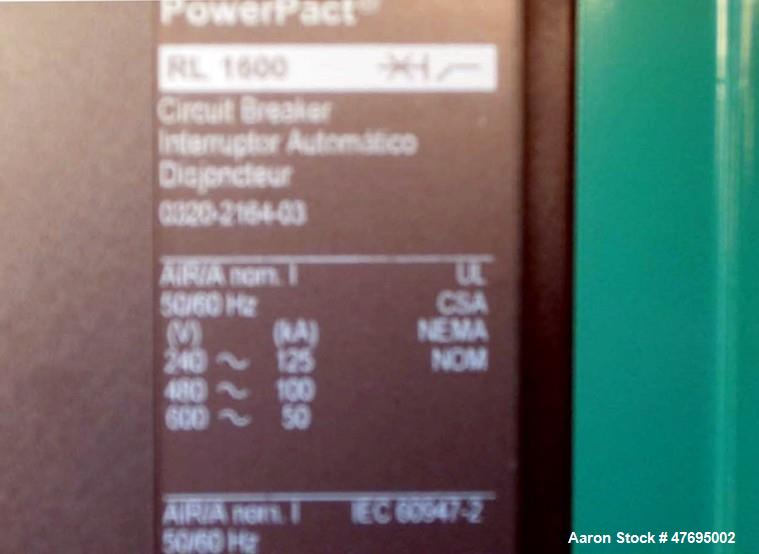 PowerPact®
RL 1600
Circuit Breaker
Interruptor Automático
Disjoncteur
0320-2164-03
AIR/A nom. I UL
50/60 Hz CSA
(V) (kA) NEMA
240 ~ 125 NOM
480 ~ 100
600 ~ 50
AIR/A nom. I IEC 60947-2
50/60 Hz
Aaron Stock # 47695002